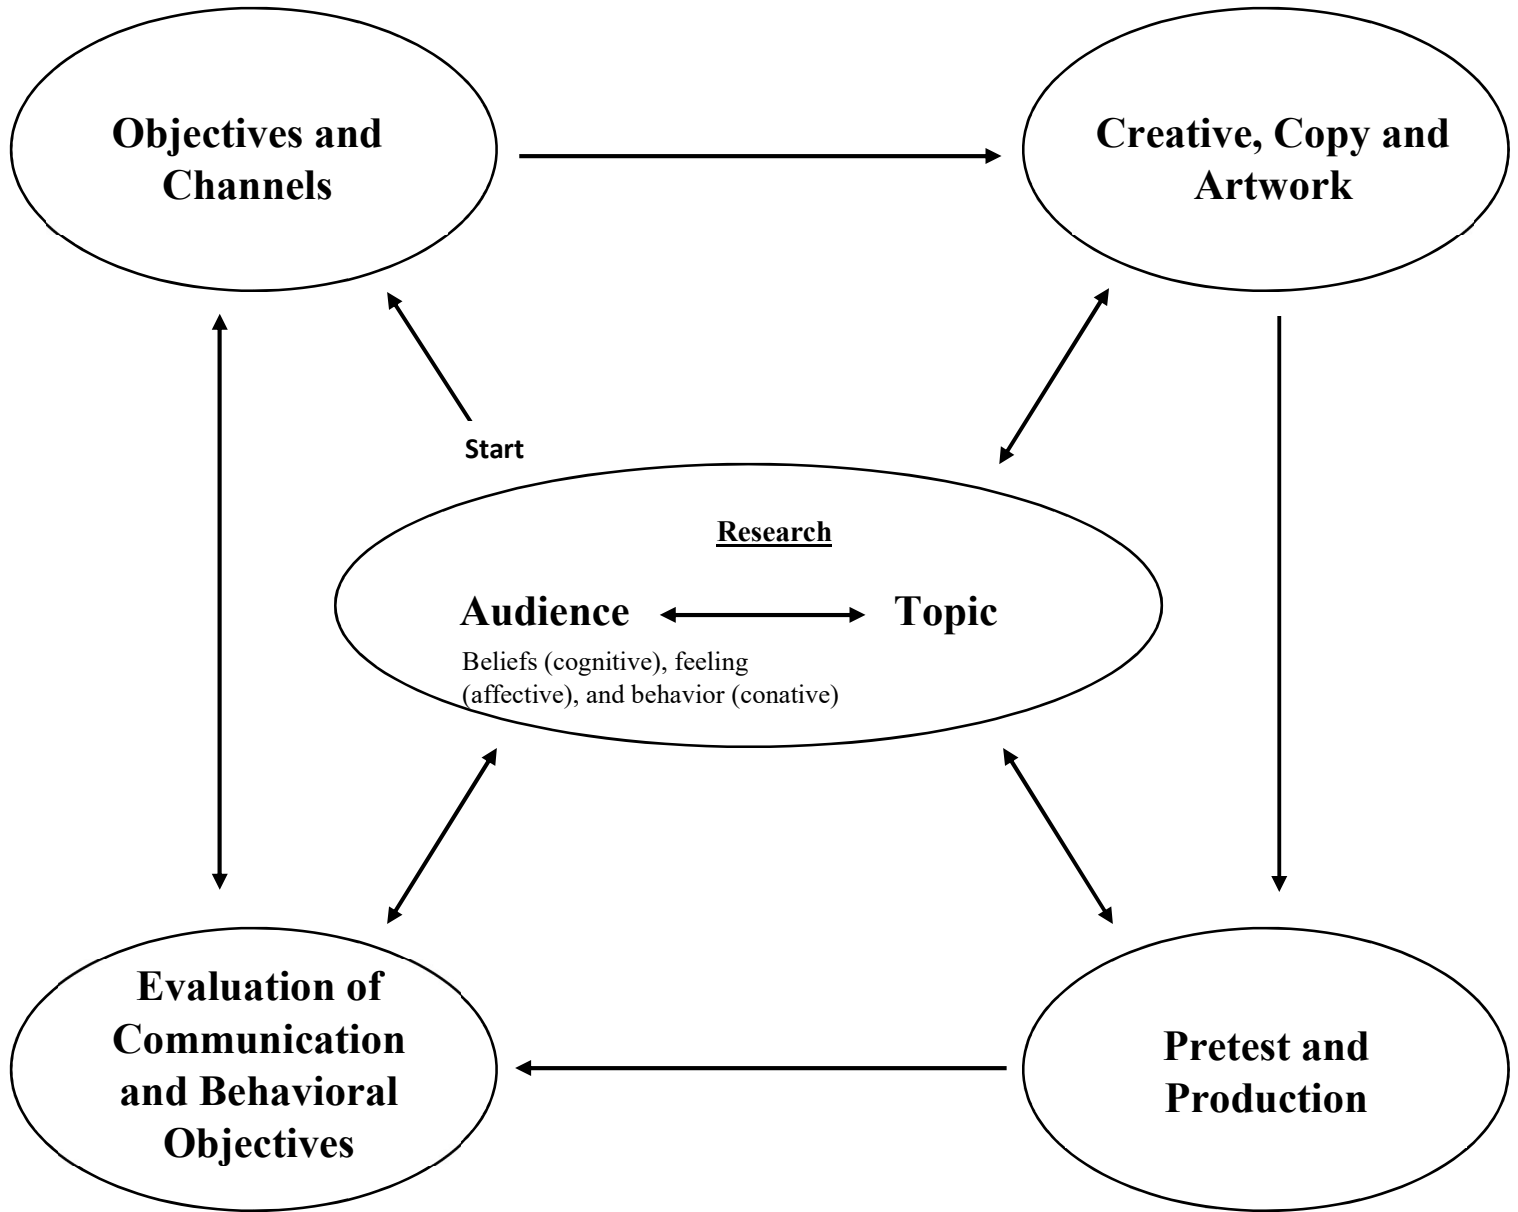 Objectives and
Channels
Creative, Copy and
Artwork
Start
Research
Audience
Topic
Beliefs (cognitive), feeling
(affective), and behavior (conative)
Evaluation of
Communication
and Behavioral
Objectives
Pretest and
Production